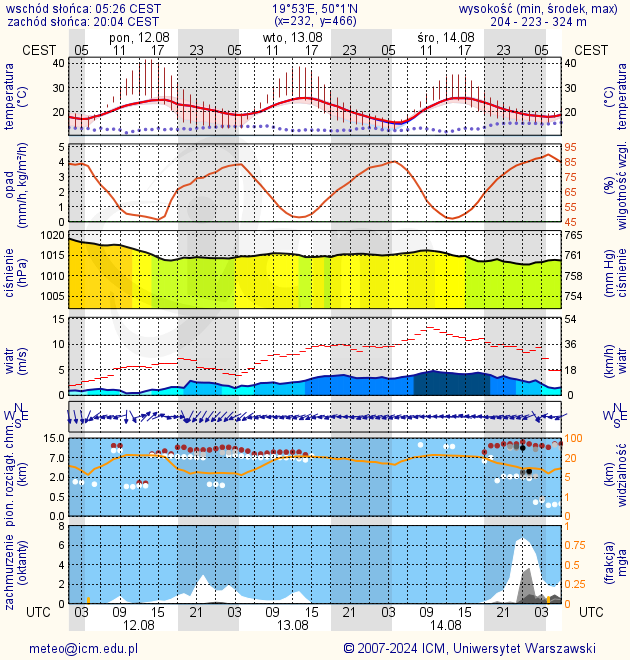 wschód słońca: 05:26 CEST
zachód słońca: 20:04 CEST
19°53'E, 50°1'N
(x=232, y=466)
wysokość (min, środek, max)
204 - 223 - 324 m
pon, 12.08
wto, 13.08
śro, 14.08
CEST 05 11 17 23 05 11 17 23 05 11 17 23 05 CEST
temperatura
(°C)
40
30
20
40
30
20
(°C)
temperatura
opad
(mm/h, kg/m²/h)
5
4
3
2
1
0
95
85
75
65
55
45
(%)
wilgotność wzgl.
ciśnienie
(hPa)
1020
1015
1010
1005
765
761
758
754
(mm Hg)
ciśnienie
wiatr
(m/s)
15
10
5
0
54
36
18
0
(km/h)
wiatr
N
W E
S
N
W E
S
pion. rozciągł. chm.
(km)
15.0
7.0
2.0
0.5
0.0
100
20
5
1
0
(km)
widzialność
zachmurzenie
(oktanty)
8
6
4
2
0
1
0.75
0.5
0.25
0
(frakcja)
mgła
UTC 03 09 15 21 03 09 15 21 03 09 15 21 03 UTC
12.08
13.08
14.08
meteo@icm.edu.pl
© 2007-2024 ICM, Uniwersytet Warszawski